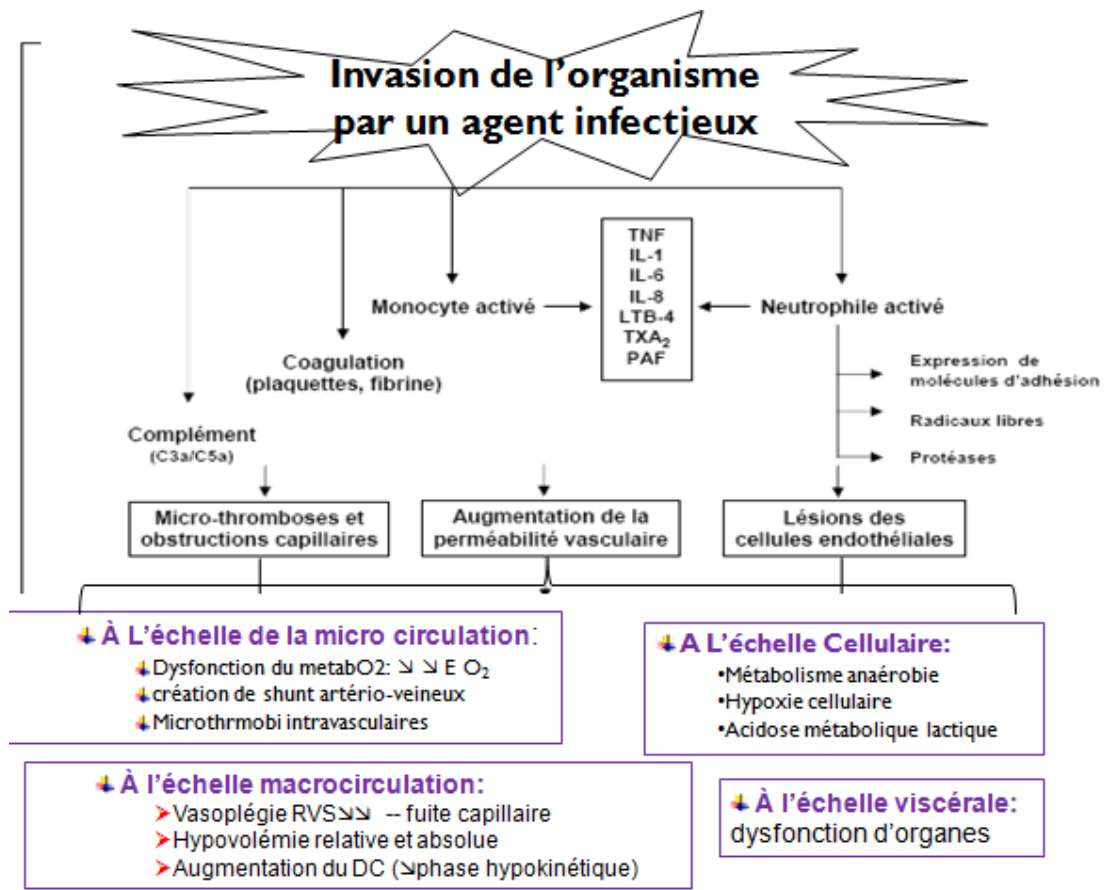 Invasion de l'organisme
par un agent infectieux
TNF
IL-1
IL-6
IL-8
LTB-4
TXA₂
PAF
Monocyte activé
Neutrophile activé
Coagulation
(plaquettes, fibrine)
Expression de
molécules d'adhésion
Radicaux libres
Protéases
Complément
(C3a/C5a)
Micro-thromboses et
obstructions capillaires
Augmentation de la
perméabilité vasculaire
Lésions des
cellules endothéliales
À L'échelle de la micro circulation:
Dysfonction du metabO2: ↘ ↘ E O₂
création de shunt artério-veineux
Microthrmobi intravasculaires
A L'échelle Cellulaire:
•Métabolisme anaérobie
•Hypoxie cellulaire
•Acidose métabolique lactique
À l'échelle macrocirculation:
➤Vasoplégie RVS↘↘ -- fuite capillaire
➤Hypovolémie relative et absolue
➤Augmentation du DC (↘phase hypokinétique)
À l'échelle viscérale:
dysfonction d'organes